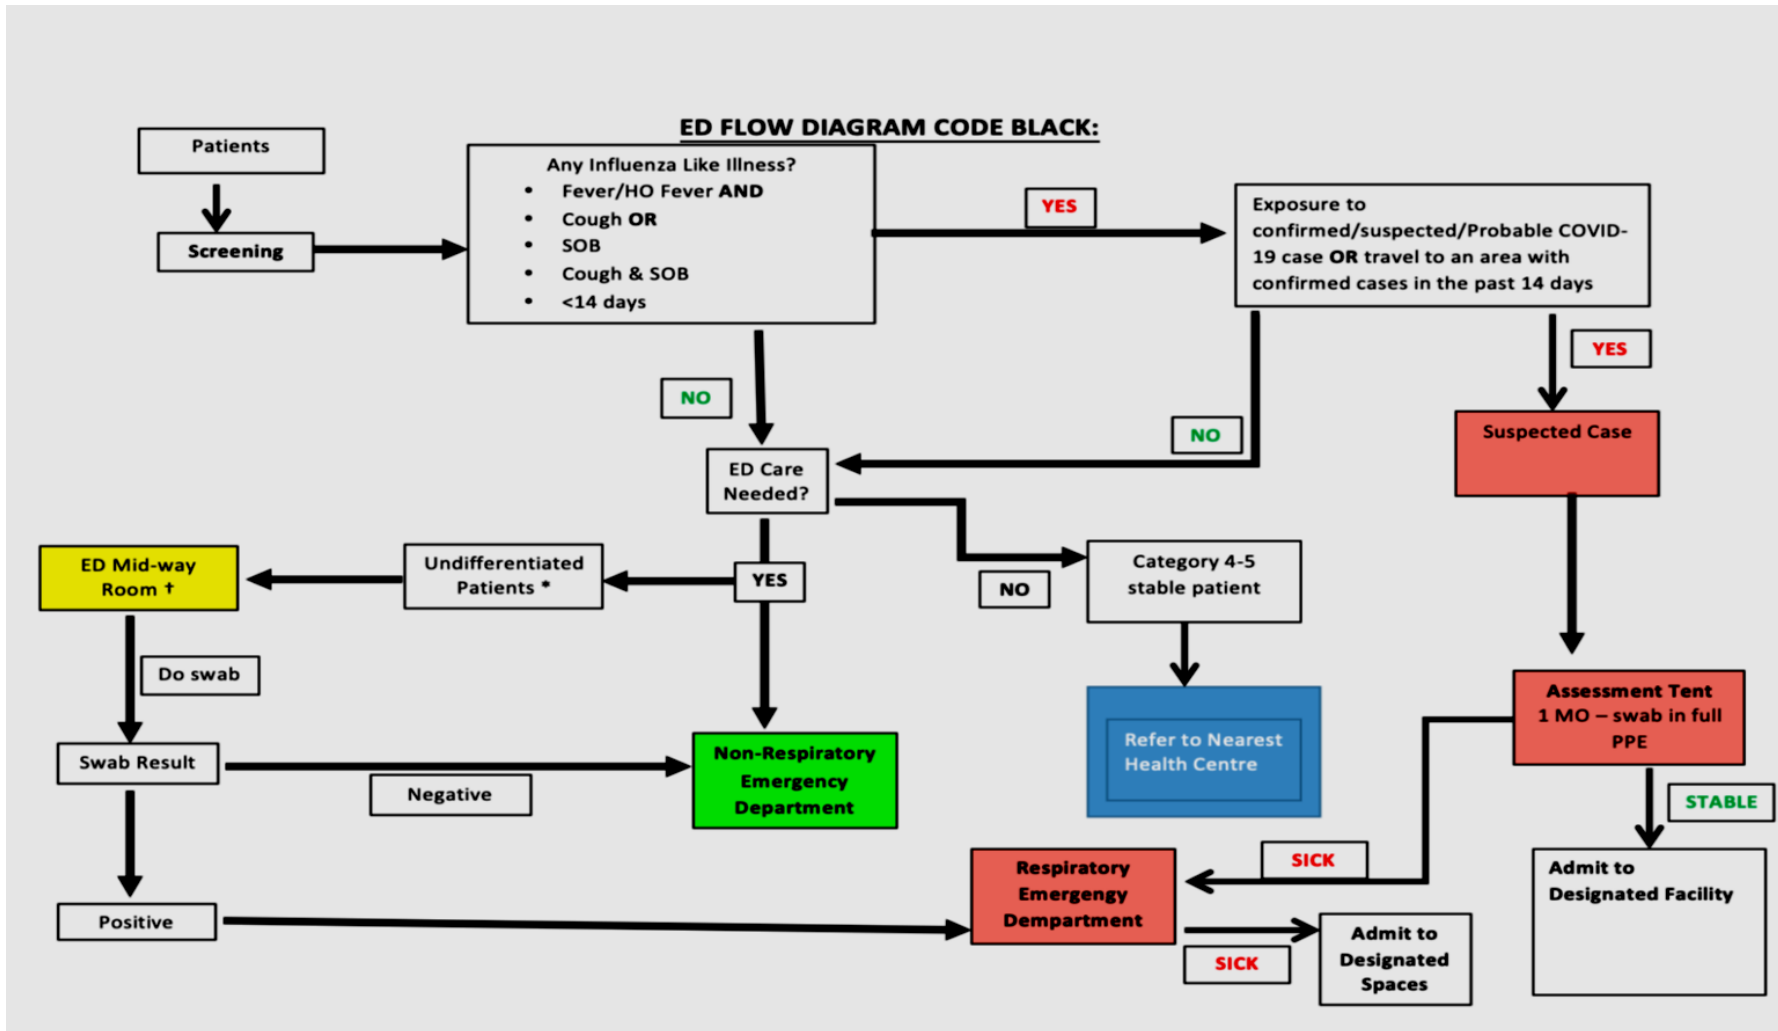 ED FLOW DIAGRAM CODE BLACK:
Patients
Screening
Any Influenza Like Illness?
• Fever/HO Fever AND
• Cough OR
• SOB
• Cough & SOB
• <14 days
YES
Exposure to
confirmed/suspected/Probable COVID-
19 case OR travel to an area with
confirmed cases in the past 14 days
YES
NO
NO
Suspected Case
ED Care
Needed?
ED Mid-way
Room †
Undifferentiated
Patients *
YES
NO
Category 4-5
stable patient
Do swab
Assessment Tent
1 MO – swab in full
PPE
Swab Result
Negative
Non-Respiratory
Emergency
Department
Refer to Nearest
Health Centre
STABLE
SICK
Admit to
Designated Facility
Respiratory
Emergengy
Dempartment
Positive
SICK
Admit to
Designated
Spaces